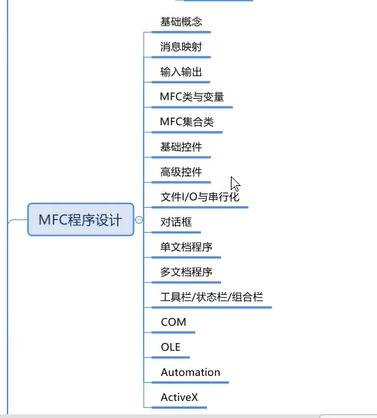 基础概念
消息映射
输入输出
MFC类与变量
MFC集合类
基础控件
高级控件
文件I/O与串行化
MFC程序设计
对话框
单文档程序
多文档程序
工具栏/状态栏/组合栏
COM
OLE
Automation
ActiveX